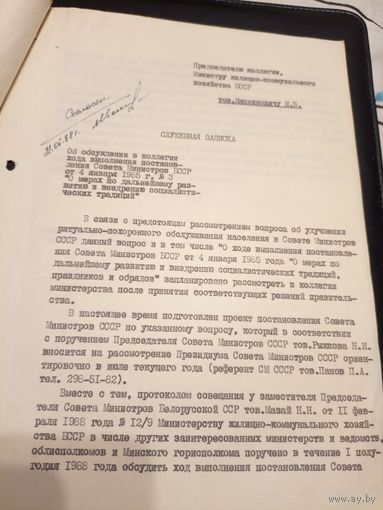 Председателю коллегии,
Министру жилищно-коммунального
хозяйства БССР
тов.
Согласен.
21.06.88 г.
СЛУЖЕБНАЯ ЗАПИСКА
Об обсуждении в коллегии
хода выполнения постанов-
ления Совета Министров БССР
от 4 января 1985 г. № 3
"О мерах по дальнейшему раз-
витию и внедрению социалисти-
ческих традиций"
В связи с предстоящим рассмотрением вопроса об улучшении
ритуально-похоронного обслуживания населения в Совете Министров
СССР данный вопрос и в том числе "О ходе выполнения постановле-
ния Совета Министров БССР от 4 января 1985 года "О мерах по
дальнейшему развитию и внедрению социалистических традиций,
праздников и обрядов" запланировано рассмотреть в коллегии
министерства после принятия соответствующих решений правитель-
ства.
В настоящее время подготовлен проект постановления Совета
Министров СССР по указанному вопросу, который в соответствии
с поручением Председателя Совета Министров СССР тов.Рыжкова Н.И.
вносится на рассмотрение Президиума Совета Министров СССР ориен-
тировочно в июле текущего года (референт СМ СССР тов.Панов П.А.
тел. 298-51-82).
Вместе с тем, протоколом совещания у заместителя Председа-
теля Совета Министров Белорусской ССР тов.Мазай Н.Н. от II фев-
раля 1988 года № I2/9 Министерству жилищно-коммунального хозяй-
ства БССР в числе других заинтересованных министерств и ведомств,
облисполкомов и Минского горисполкома поручено в течение I полу-
годия 1988 года обсудить ход выполнения постановления Совета
ay.by